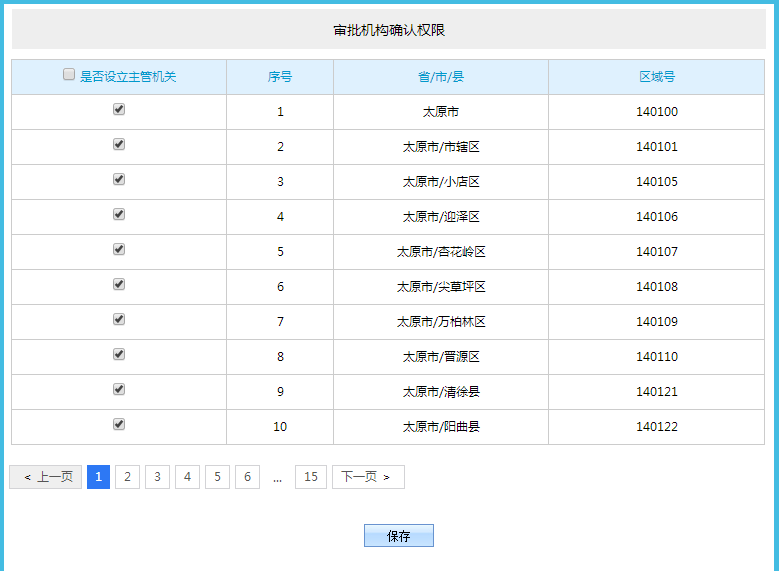 审批机构确认权限
是否设立主管机关 序号 省/市/县 区域号
1 太原市 140100
2 太原市/市辖区 140101
3 太原市/小店区 140105
4 太原市/迎泽区 140106
5 太原市/杏花岭区 140107
6 太原市/尖草坪区 140108
7 太原市/万柏林区 140109
8 太原市/晋源区 140110
9 太原市/清徐县 140121
10 太原市/阳曲县 140122
< 上一页 1 2 3 4 5 6 ... 15 下一页 >
保存